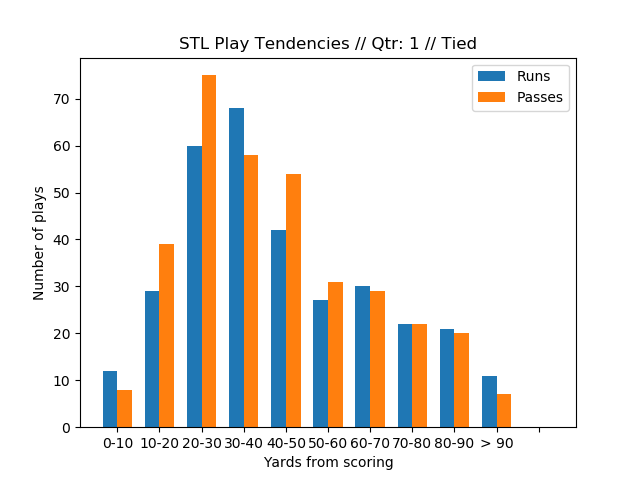 STL Play Tendencies // Qtr: 1 // Tied
Runs
Passes
Number of plays
70
60
50
40
30
20
10
0
0-10 10-20 20-30 30-40 40-50 50-60 60-70 70-80 80-90 > 90
Yards from scoring